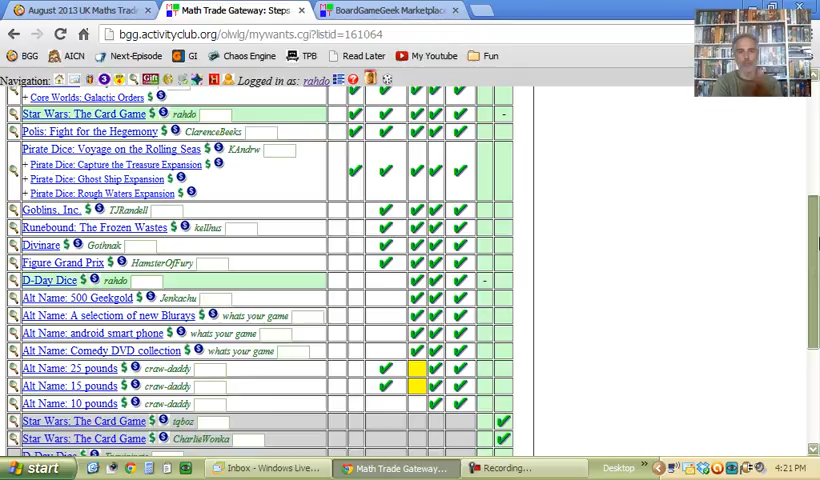 August 2013 UK Maths Trade
Math Trade Gateway: Steps
BoardGameGeek Marketplace
bgg.activityclub.org/olwlg/mywants.cgi?listid=161064
BGG AICN Next-Episode GI Chaos Engine TPB Read Later My Youtube Fun
Navigation: Logged in as: rahdo
+ Core Worlds: Galactic Orders $
Star Wars: The Card Game $ rahdo -
Polis: Fight for the Hegemony $ ClarenceBeeks
Pirate Dice: Voyage on the Rolling Seas $ KAndrw
+ Pirate Dice: Capture the Treasure Expansion $
+ Pirate Dice: Ghost Ship Expansion $
+ Pirate Dice: Rough Waters Expansion $
Goblins, Inc. $ TJRandell
Runebound: The Frozen Wastes $ kellhus
Divinare $ Gothnak
Figure Grand Prix $ HamsterOfFury
D-Day Dice $ rahdo -
Alt Name: 500 Geekgold $ Jenkachu
Alt Name: A selection of new Blurays $ whats your game
Alt Name: android smart phone $ whats your game
Alt Name: Comedy DVD collection $ whats your game
Alt Name: 25 pounds $ craw-daddy
Alt Name: 15 pounds $ craw-daddy
Alt Name: 10 pounds $ craw-daddy
Star Wars: The Card Game $ tqboz
Star Wars: The Card Game $ CharlieWonka
start Inbox - Windows Live... Math Trade Gateway... Recording... Desktop 4:21 PM